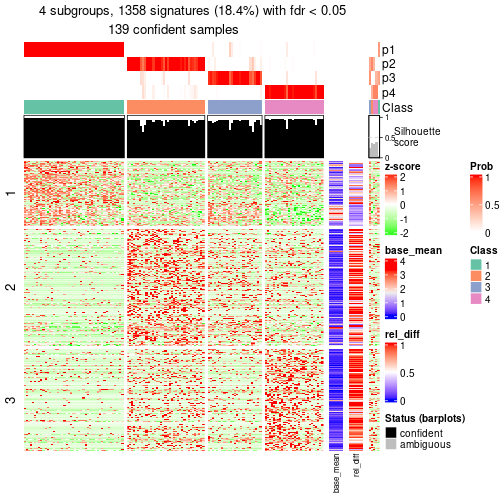 4 subgroups, 1358 signatures (18.4%) with fdr < 0.05
139 confident samples
p1
p2
p3
p4
Class
1
0.5
0
Silhouette
score
1
2
3
z-score
2
1
0
-1
-2
base_mean
4
3
2
1
0
rel_diff
1
0.5
0
Status (barplots)
confident
ambiguous
Prob
1
0.5
0
Class
1
2
3
4
base_mean
rel_diff